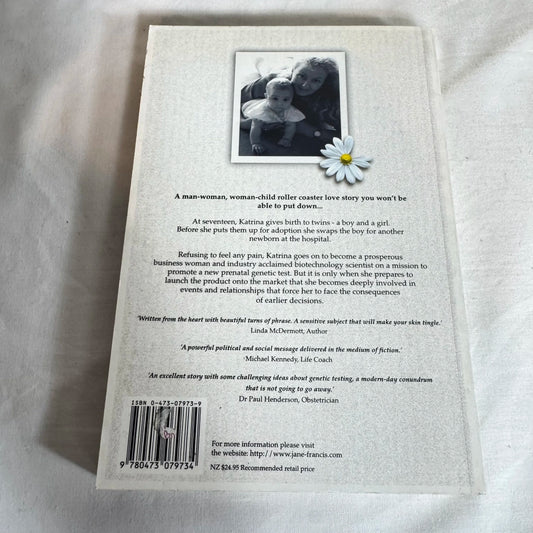 A man-woman, woman-child roller coaster love story you won't be
able to put down...
At seventeen, Katrina gives birth to twins - a boy and a girl.
Before she puts them up for adoption she swaps the boy for another
newborn at the hospital.
Refusing to feel any pain, Katrina goes on to become a prosperous
business woman and industry acclaimed biotechnology scientist on a mission to
promote a new prenatal genetic test. But it is only when she prepares to
launch the product onto the market that she becomes deeply involved in
events and relationships that force her to face the consequences
of earlier decisions.
'Written from the heart with beautiful turns of phrase. A sensitive subject that will make your skin tingle.'
Linda McDermott, Author
'A powerful political and social message delivered in the medium of fiction.'
Michael Kennedy, Life Coach
'An excellent story with some challenging ideas about genetic testing, a modern-day conundrum
that is not going to go away.'
Dr Paul Henderson, Obstetrician
ISBN 0-473-07973-9
9 780473 079734
For more information please visit
the website: http://www.jane-francis.com
NZ $24.95 Recommended retail price